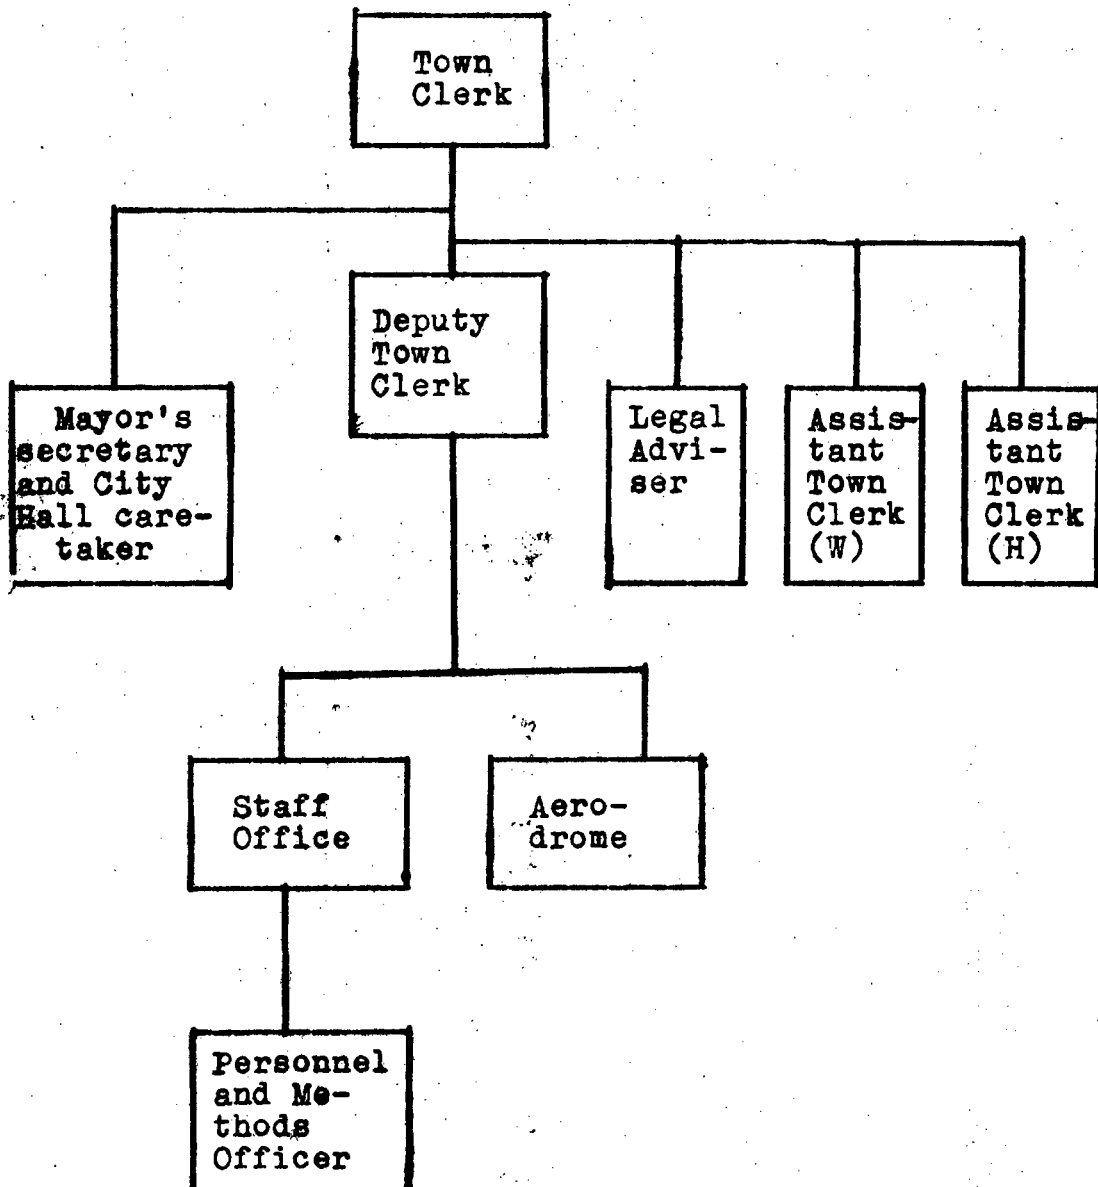 Town
Clerk
Deputy
Town
Clerk
Mayor's
secretary
and City
Hall care-
taker
Legal
Advi-
ser
Assis-
tant
Town
Clerk
(W)
Assis-
tant
Town
Clerk
(H)
Staff
Office
Aero-
drome
Personnel
and Me-
thods
Officer